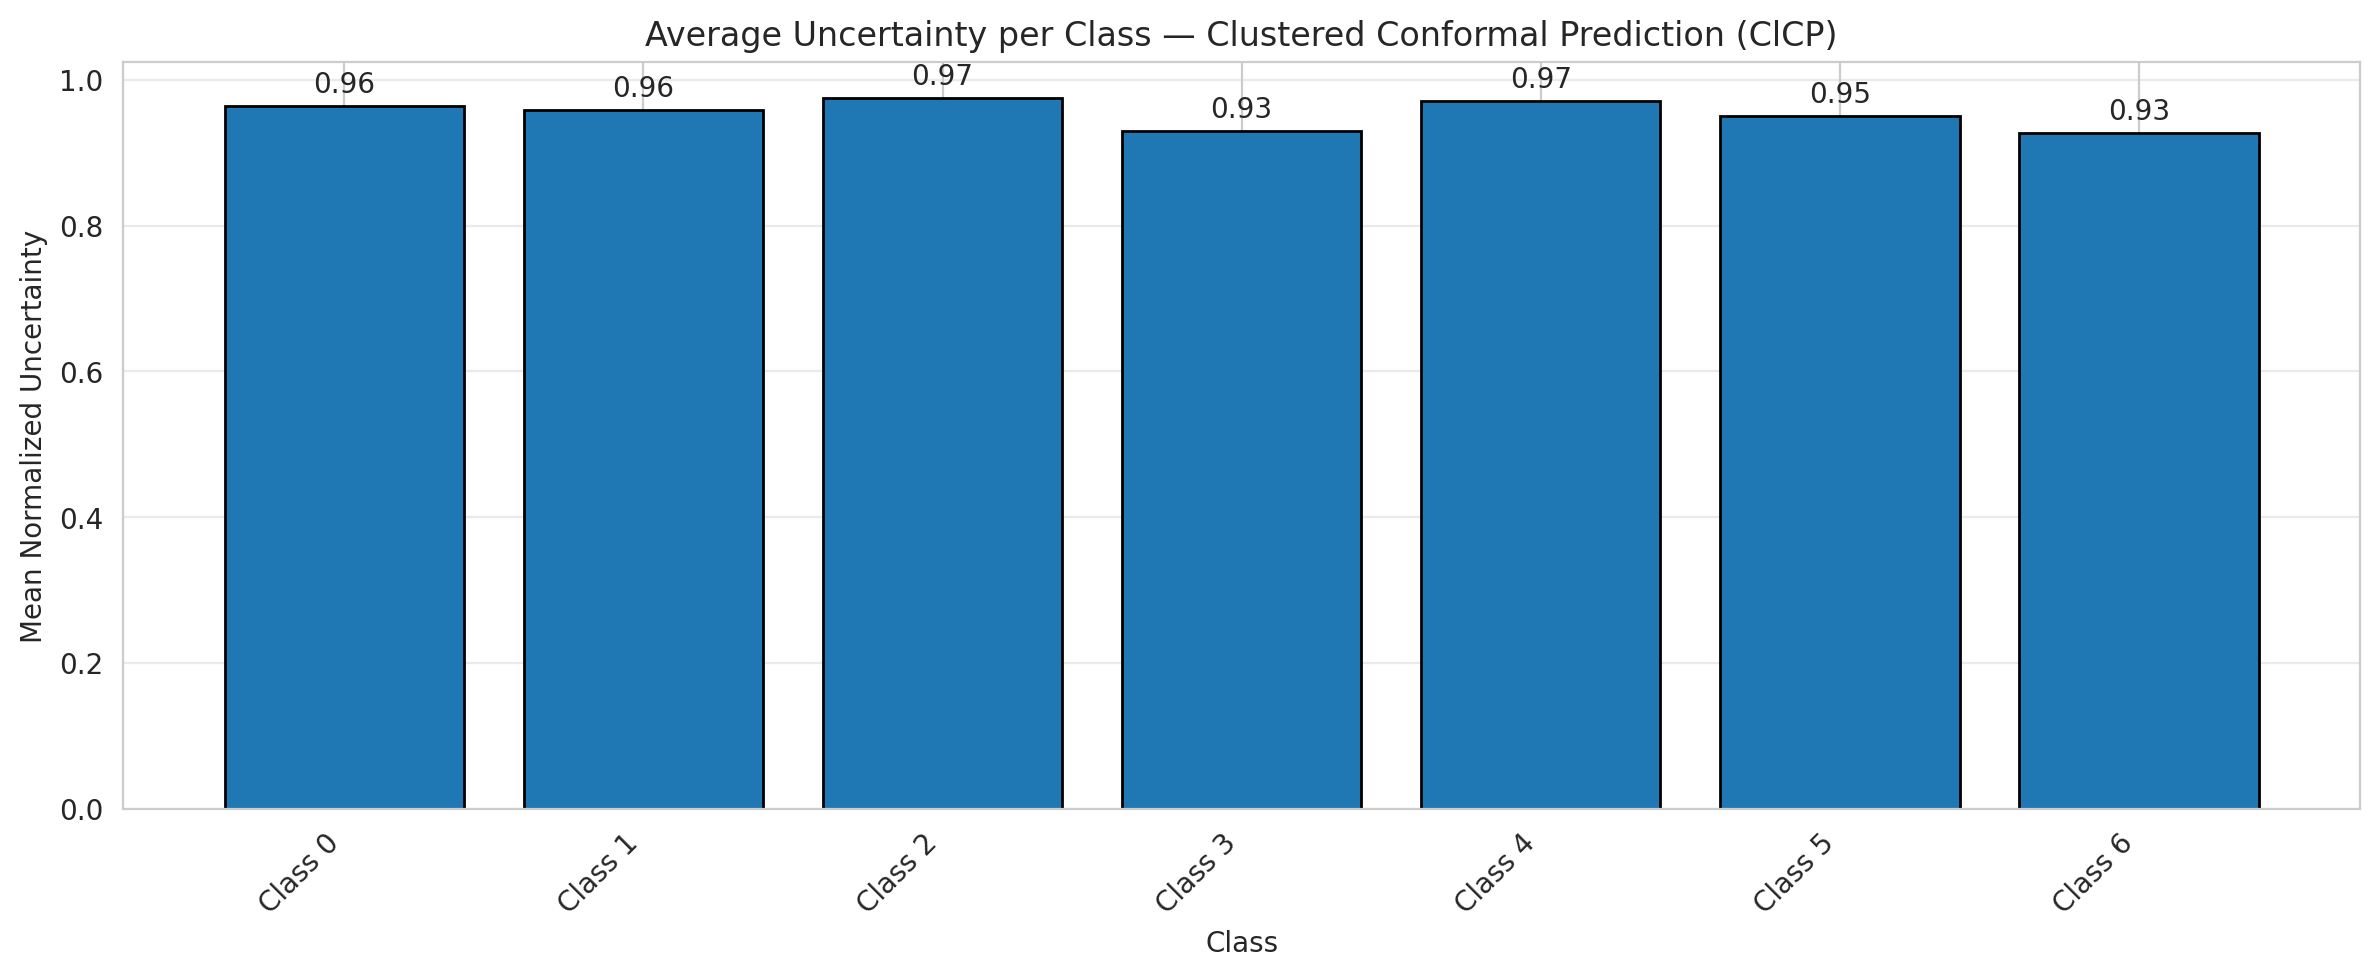 Average Uncertainty per Class — Clustered Conformal Prediction (ClCP)
Mean Normalized Uncertainty
1.0
0.8
0.6
0.4
0.2
0.0
0.96
0.96
0.97
0.93
0.97
0.95
0.93
Class 0
Class 1
Class 2
Class 3
Class 4
Class 5
Class 6
Class